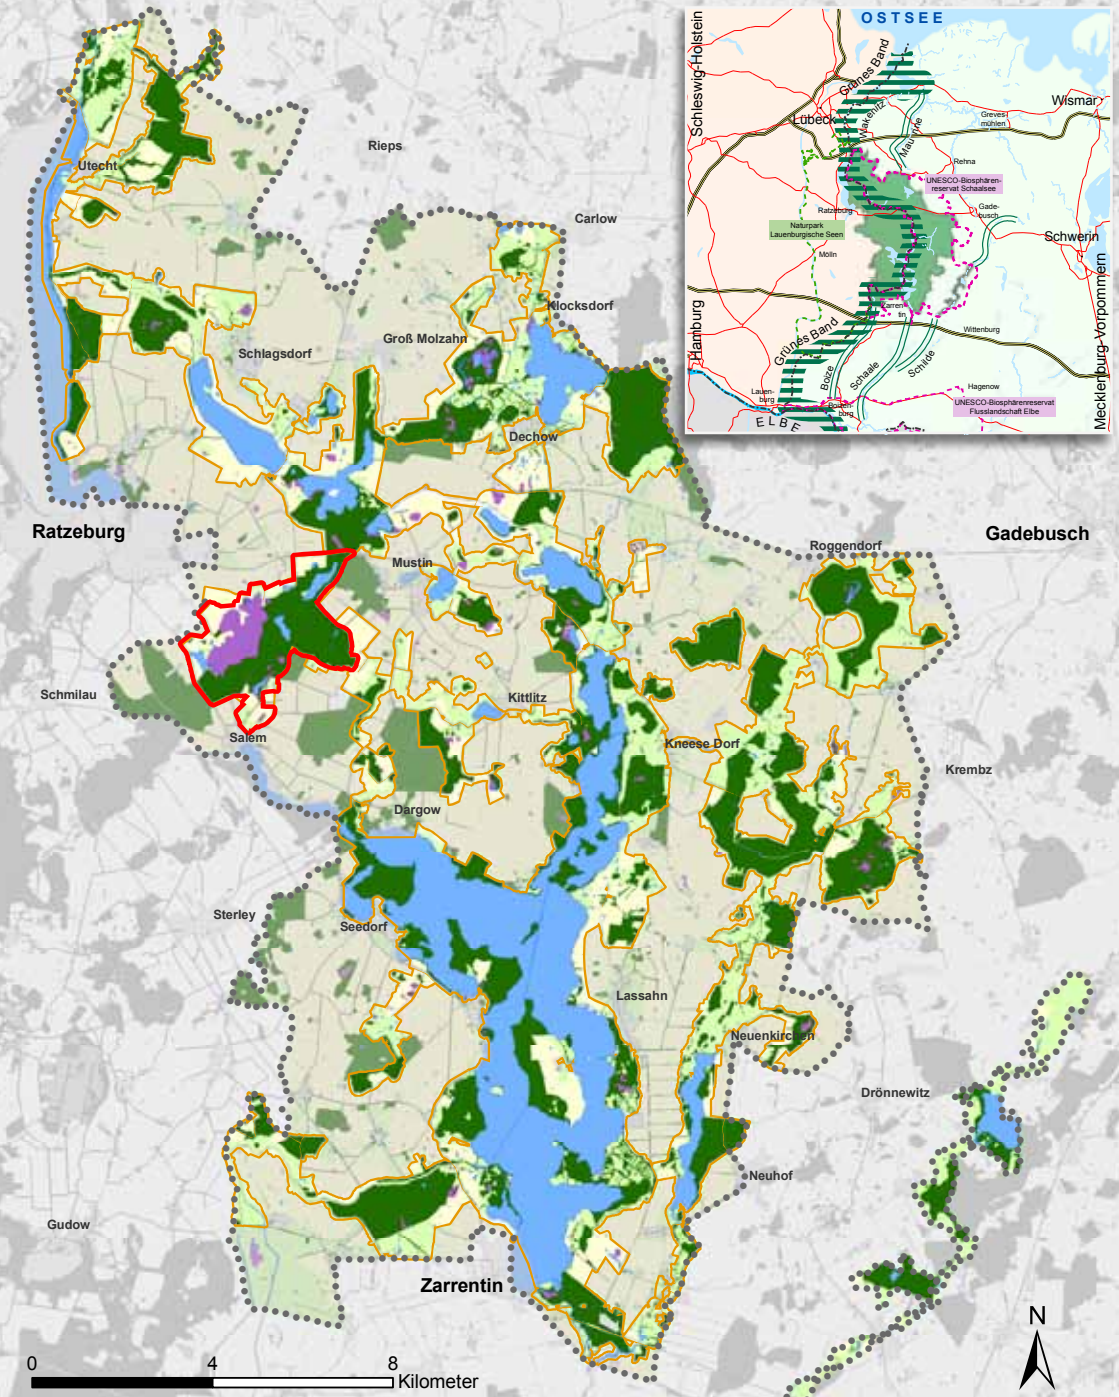 OSTSEE
Schleswig-Holstein
Grünes Band
Wismar
Lübeck
Wakenitz
Maurine
Greves-
mühlen
Rehna
UNESCO-Biosphären-
reservat Schaalsee
Ratzeburg
Gade-
busch
Naturpark
Lauenburgische Seen
Schwerin
Mölln
Zarren-
tin
Wittenburg
Hamburg
Grünes Band
Boize
Schaale
Schilde
Mecklenburg-Vorpommern
Lauen-
burg
Boizen-
burg
Hagenow
UNESCO-Biosphärenreservat
Flusslandschaft Elbe
ELBE
Rieps
Utecht
Carlow
Klocksdorf
Groß Molzahn
Schlagsdorf
Dechow
Ratzeburg
Gadebusch
Roggendorf
Mustin
Schmilau
Kittlitz
Salem
Kneese Dorf
Krembz
Dargow
Sterley
Seedorf
Lassahn
Neuenkirchen
Drönnewitz
Neuhof
Gudow
Zarrentin
N
0 4 8
Kilometer